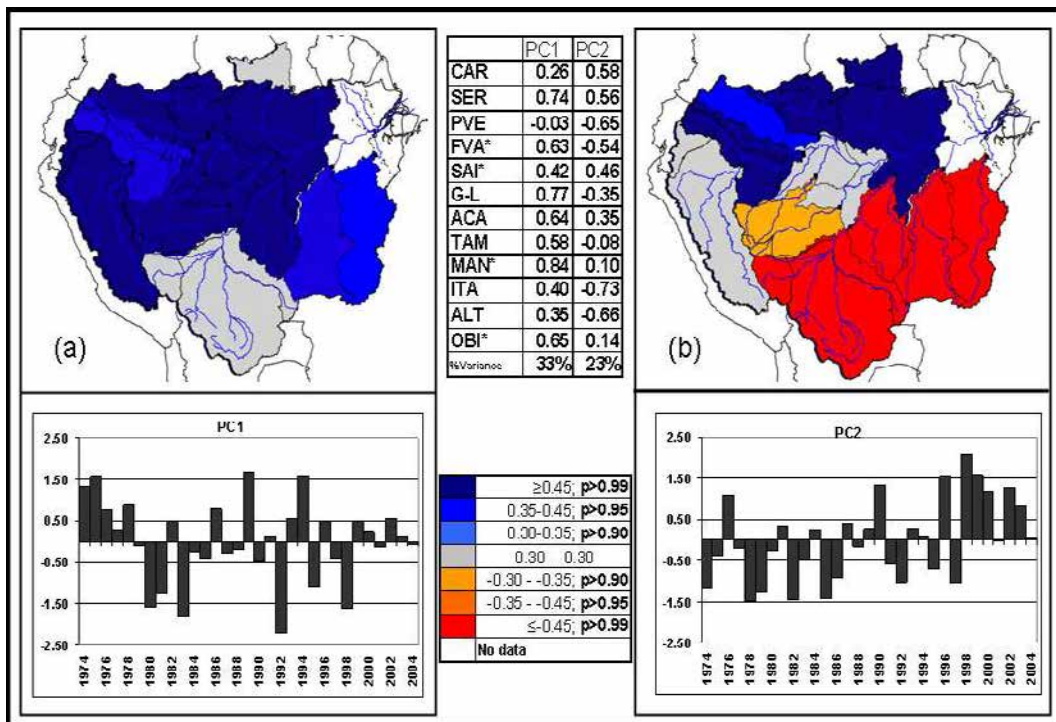 PC1 PC2
CAR 0.26 0.58
SER 0.74 0.56
PVE -0.03 -0.65
FVA* 0.63 -0.54
SAI* 0.42 0.46
G-L 0.77 -0.35
ACA 0.64 0.35
TAM 0.58 -0.08
MAN* 0.84 0.10
ITA 0.40 -0.73
ALT 0.35 -0.66
OBI* 0.65 0.14
%Variance 33% 23%
(a)
(b)
PC1
2.50
1.50
0.50
-0.50
-1.50
-2.50
1974 1976 1978 1980 1982 1984 1986 1988 1990 1992 1994 1996 1998 2000 2002 2004
≥0.45; p>0.99
0.35-0.45; p>0.95
0.30-0.35; p>0.90
0.30 0.30
-0.30 - -0.35; p>0.90
-0.35 - -0.45; p>0.95
≤-0.45; p>0.99
No data
PC2
2.50
1.50
0.50
-0.50
-1.50
-2.50
1974 1976 1978 1980 1982 1984 1986 1988 1990 1992 1994 1996 1998 2000 2002 2004